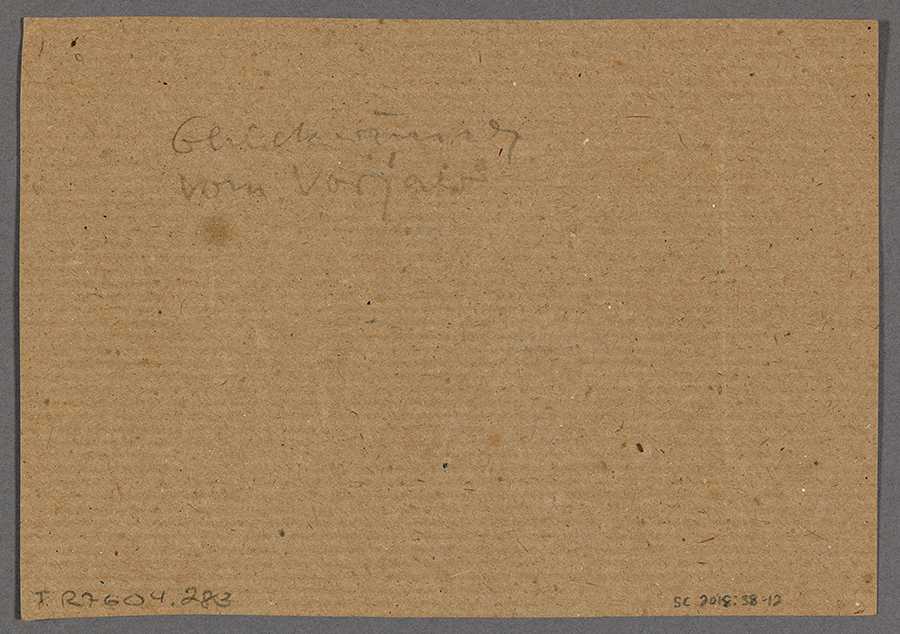 Glückwünsche
vom Vorjahr
T R7604.283
SC 2018:38-12